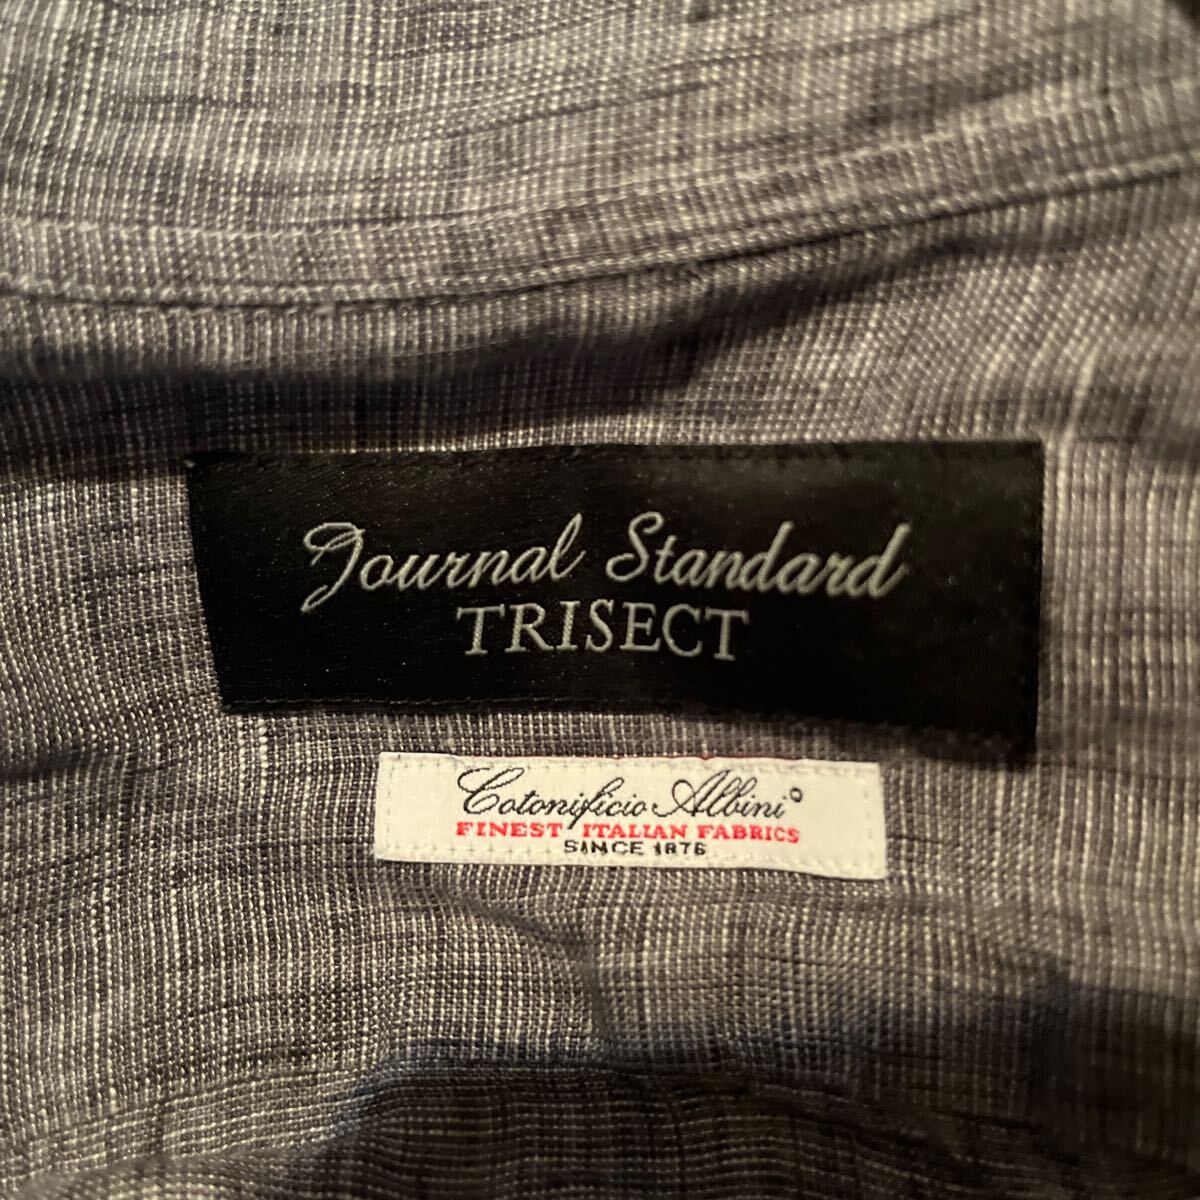 Journal Standard
TRISECT
Cotonificio Albini
FINEST ITALIAN FABRICS
SINCE 1876